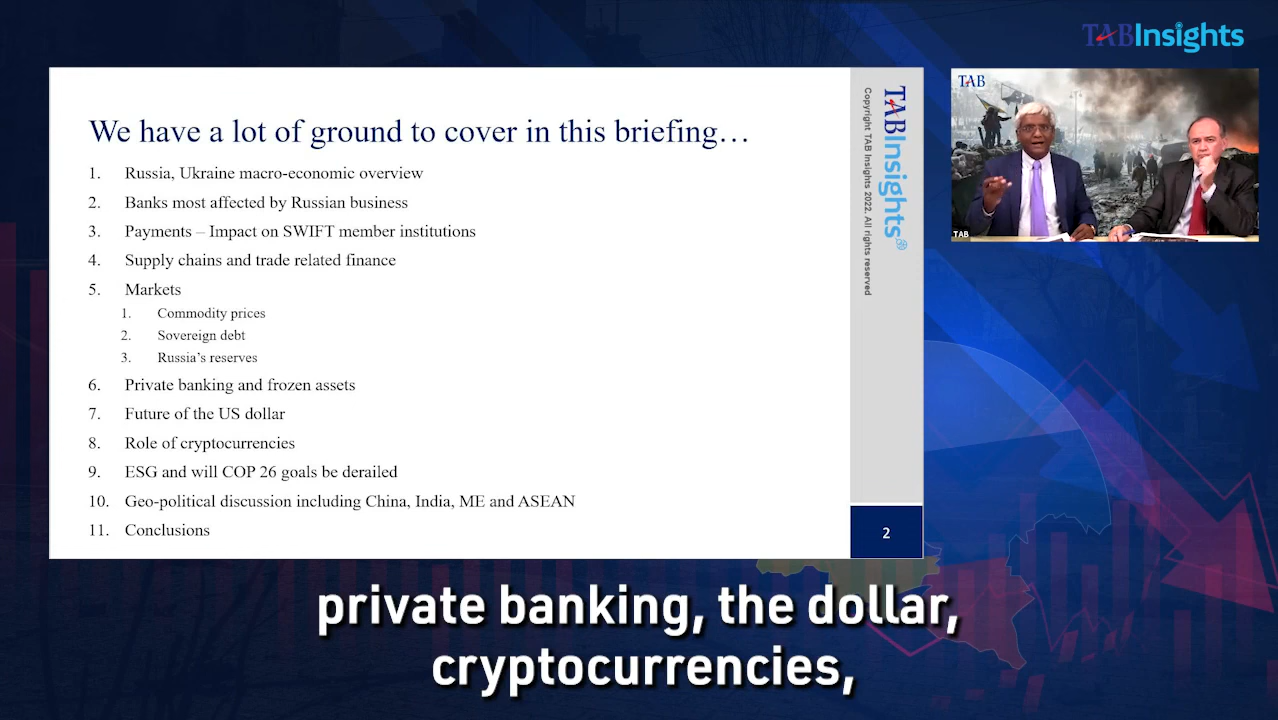 TABInsights
We have a lot of ground to cover in this briefing…
1. Russia, Ukraine macro-economic overview
2. Banks most affected by Russian business
3. Payments – Impact on SWIFT member institutions
4. Supply chains and trade related finance
5. Markets
1. Commodity prices
2. Sovereign debt
3. Russia's reserves
6. Private banking and frozen assets
7. Future of the US dollar
8. Role of cryptocurrencies
9. ESG and will COP 26 goals be derailed
10. Geo-political discussion including China, India, ME and ASEAN
11. Conclusions
TABInsights
Copyright TAB Insights 2022. All rights reserved
2
TAB
TAB
private banking, the dollar,
cryptocurrencies,